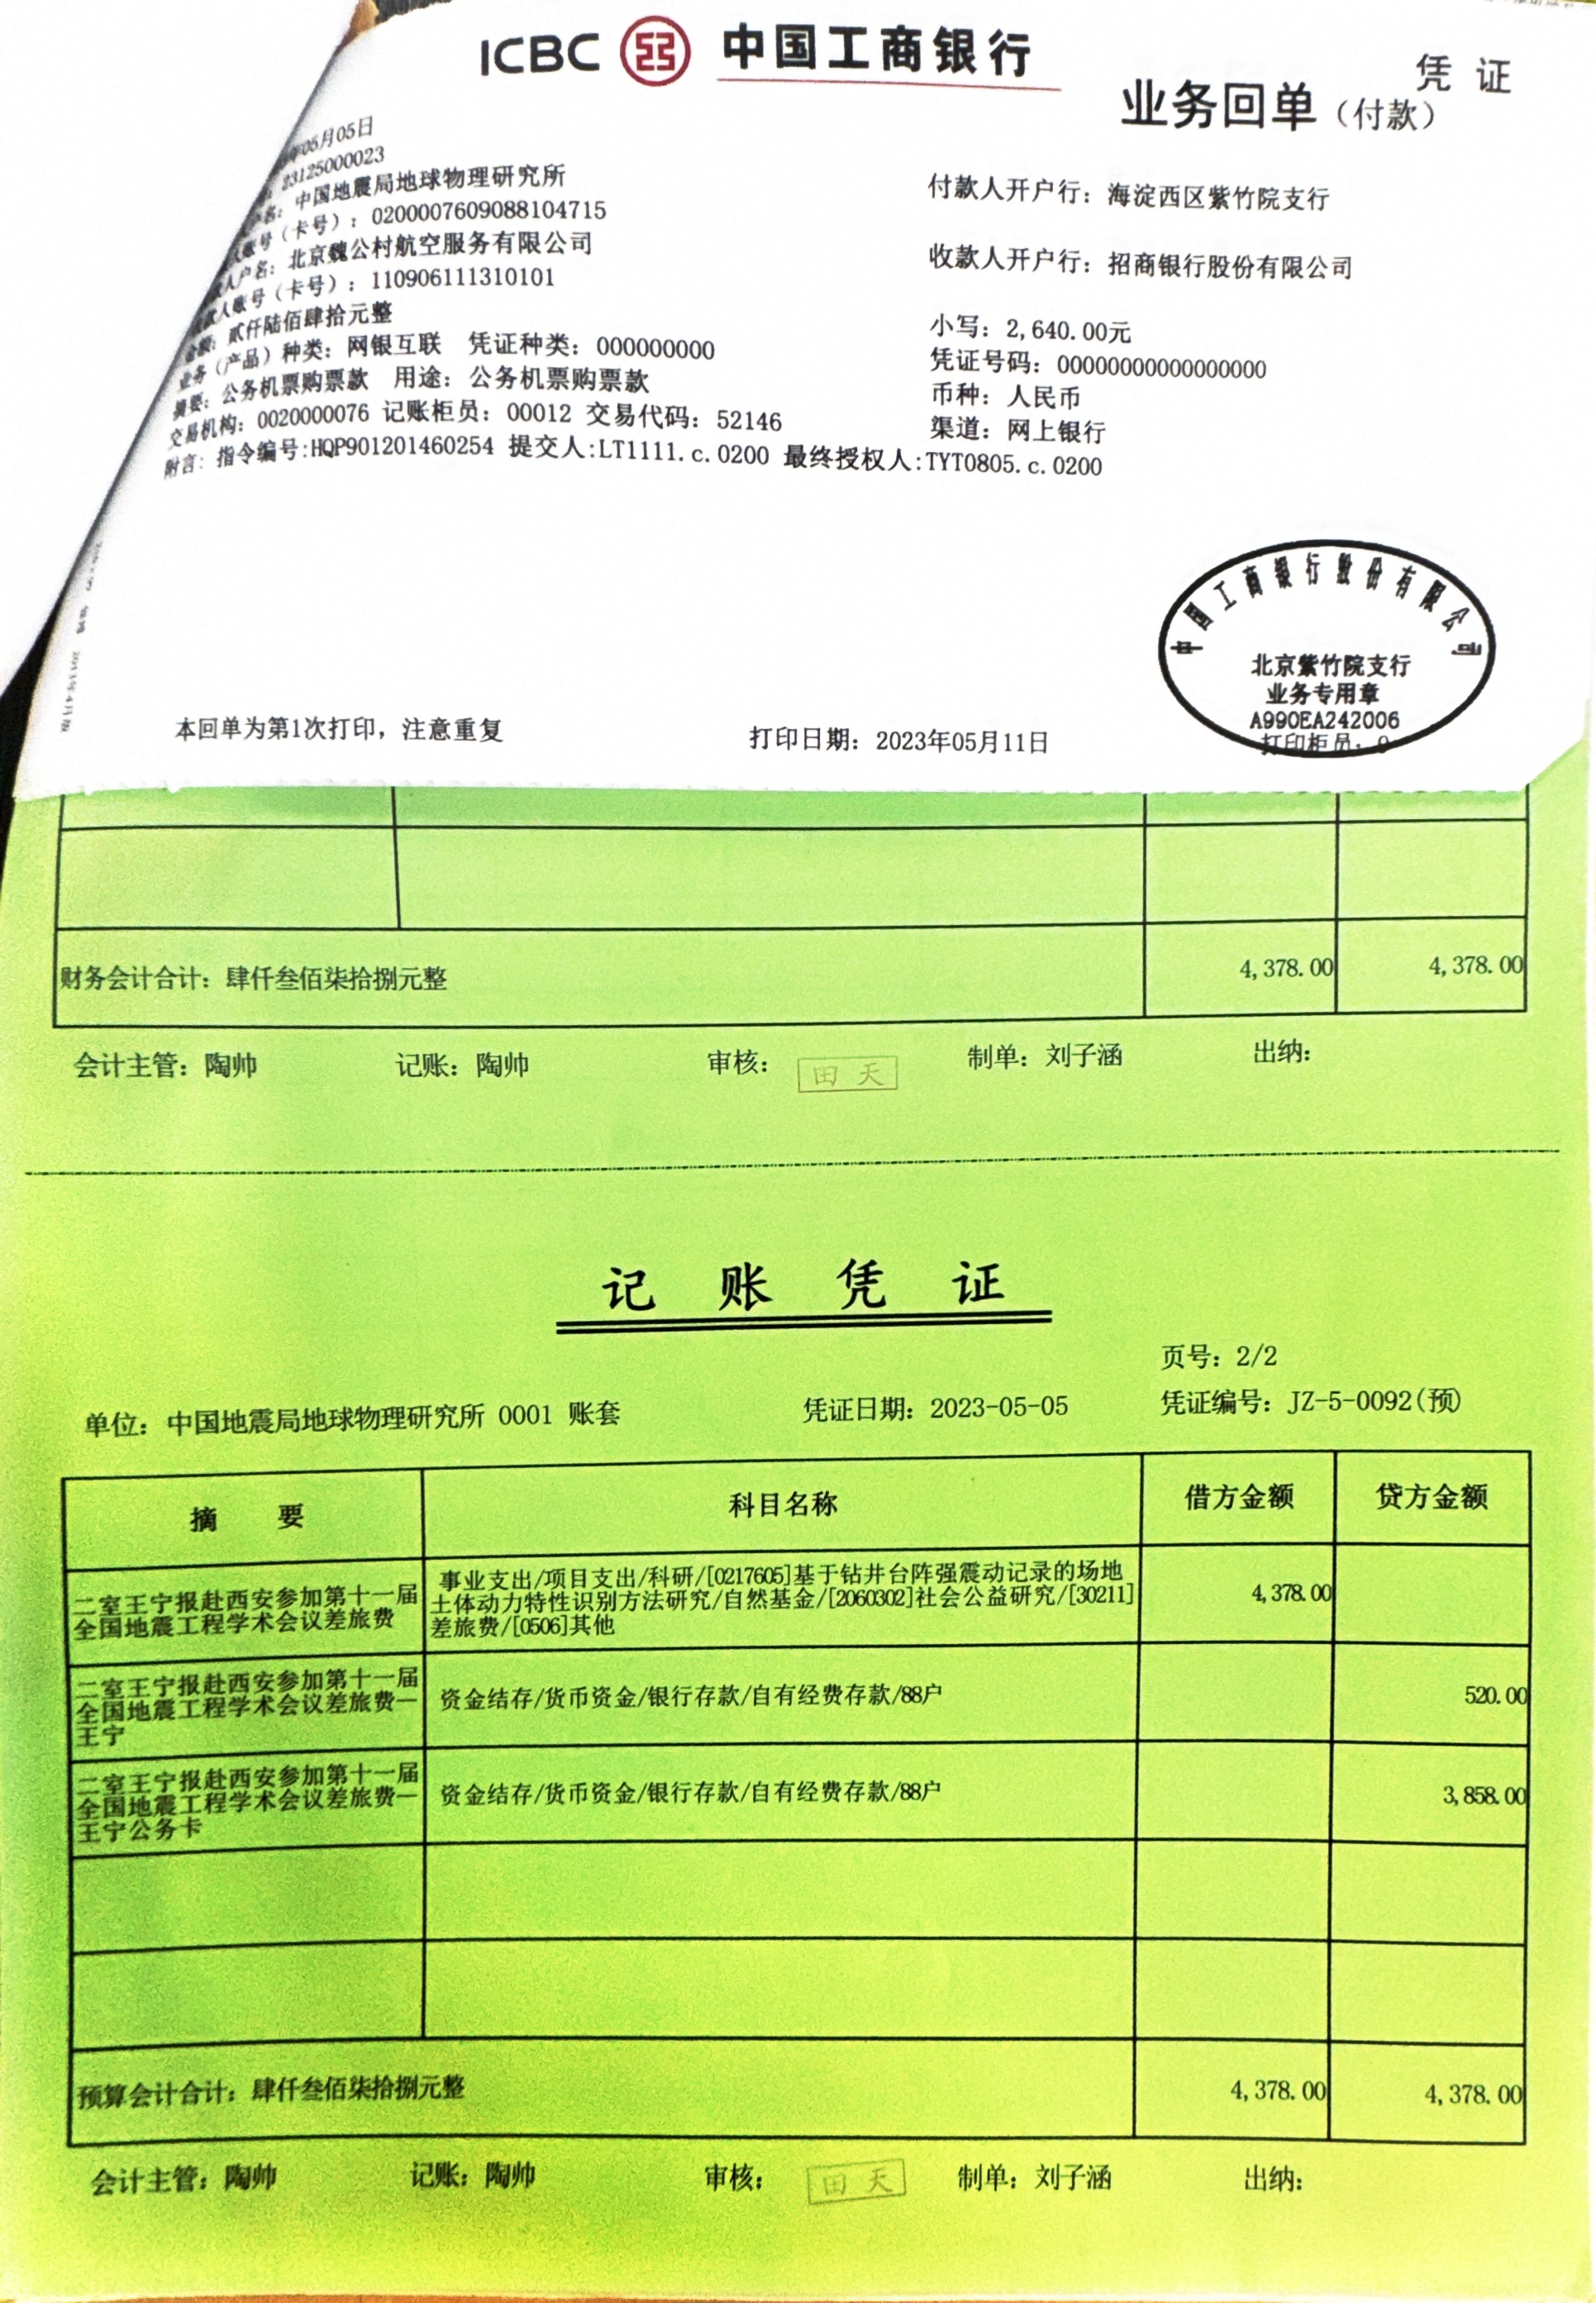 ICBC 中国工商银行
凭 证
业务回单（付款）
年05月05日
23125000023
户名：中国地震局地球物理研究所
付款人开户行：海淀西区紫竹院支行
人账号（卡号）：0200007609088104715
款人户名：北京魏公村航空服务有限公司
收款人开户行：招商银行股份有限公司
款人账号（卡号）：110906111310101
金额：贰仟陆佰肆拾元整
小写：2,640.00元
业务（产品）种类：网银互联 凭证种类：000000000
凭证号码：00000000000000000
摘要：公务机票购票款 用途：公务机票购票款
币种：人民币
交易机构：0020000076 记账柜员：00012 交易代码：52146
渠道：网上银行
附言：指令编号:HQP901201460254 提交人:LT1111.c.0200 最终授权人:TYT0805.c.0200
中国工商银行股份有限公司
北京紫竹院支行
业务专用章
A990EA242006
打印柜员：9
本回单为第1次打印，注意重复
打印日期：2023年05月11日
财务会计合计：肆仟叁佰柒拾捌元整 4,378.00 4,378.00
会计主管：陶帅 记账：陶帅 审核： 田天 制单：刘子涵 出纳：
记 账 凭 证
页号：2/2
单位：中国地震局地球物理研究所 0001 账套 凭证日期：2023-05-05 凭证编号：JZ-5-0092(预)
摘 要 科目名称 借方金额 贷方金额
二室王宁报赴西安参加第十一届
全国地震工程学术会议差旅费
事业支出/项目支出/科研/[0217605]基于钻井台阵强震动记录的场地
土体动力特性识别方法研究/自然基金/[2060302]社会公益研究/[30211]
差旅费/[0506]其他
4,378.00
二室王宁报赴西安参加第十一届
全国地震工程学术会议差旅费一
王宁
资金结存/货币资金/银行存款/自有经费存款/88户
520.00
二室王宁报赴西安参加第十一届
全国地震工程学术会议差旅费一
王宁公务卡
资金结存/货币资金/银行存款/自有经费存款/88户
3,858.00
预算会计合计：肆仟叁佰柒拾捌元整 4,378.00 4,378.00
会计主管：陶帅 记账：陶帅 审核： 田天 制单：刘子涵 出纳：